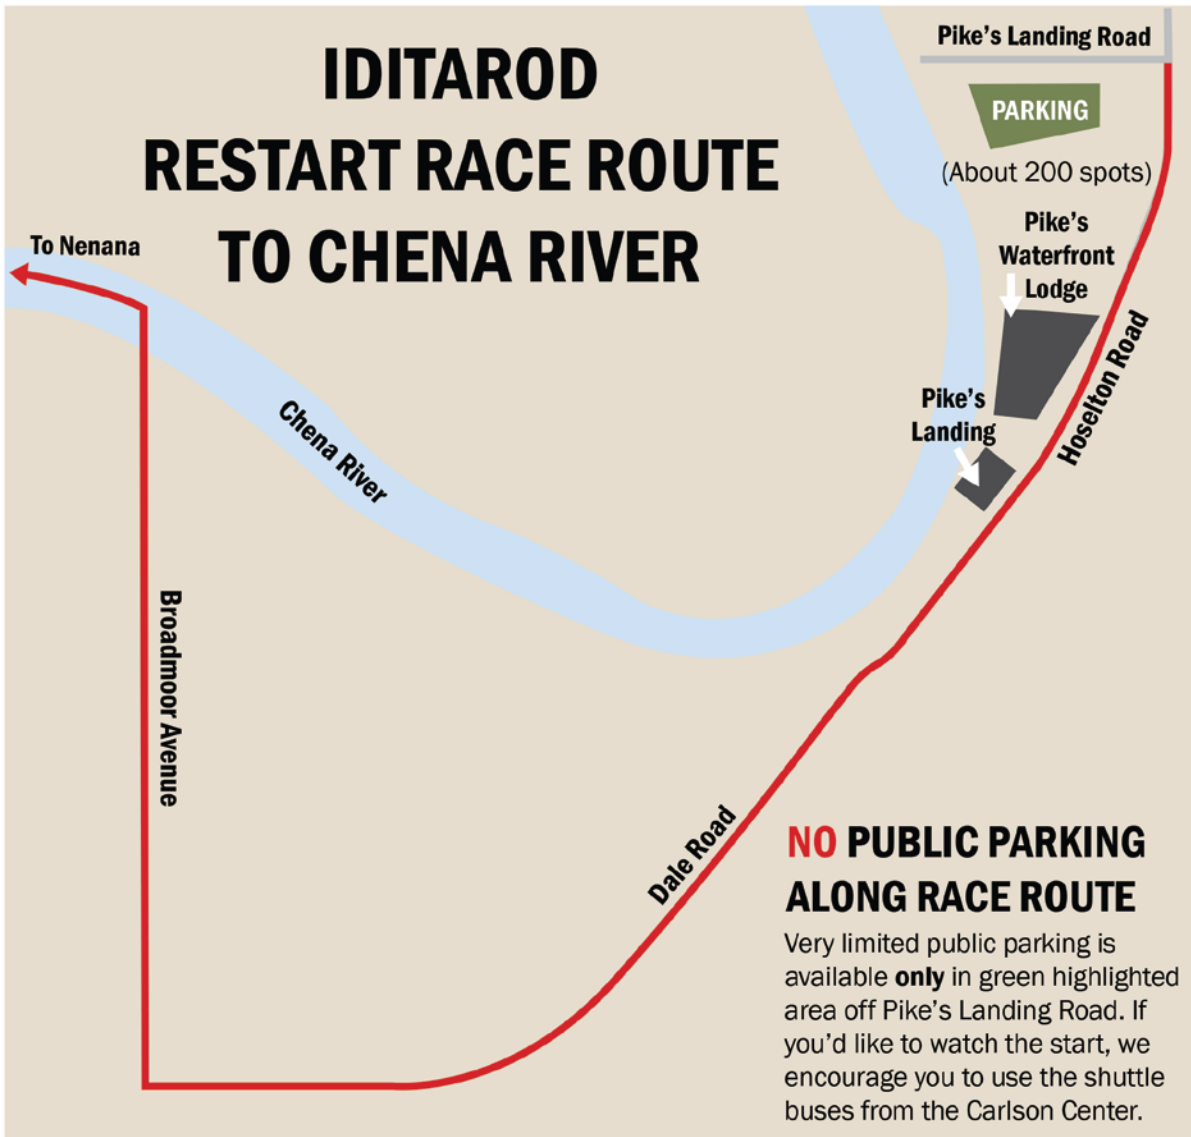 IDITAROD
RESTART RACE ROUTE
TO CHENA RIVER
Pike's Landing Road
PARKING
(About 200 spots)
Pike's
Waterfront
Lodge
To Nenana
Hoselton Road
Pike's
Landing
Chena River
Broadmoor Avenue
Dale Road
NO PUBLIC PARKING
ALONG RACE ROUTE
Very limited public parking is
available only in green highlighted
area off Pike's Landing Road. If
you'd like to watch the start, we
encourage you to use the shuttle
buses from the Carlson Center.